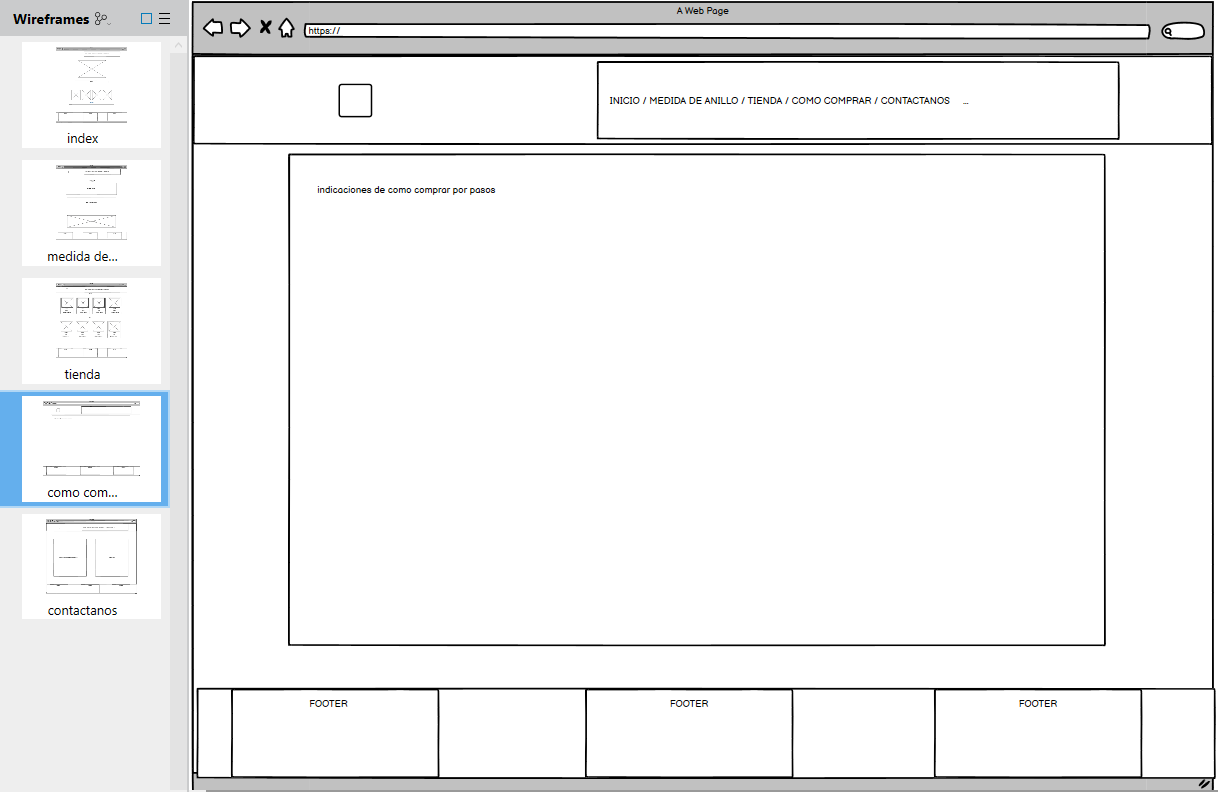 Wireframes
index
medida de...
tienda
como com...
contactanos
A Web Page
https://
INICIO / MEDIDA DE ANILLO / TIENDA / COMO COMPRAR / CONTACTANOS ...
indicaciones de como comprar por pasos
FOOTER
FOOTER
FOOTER